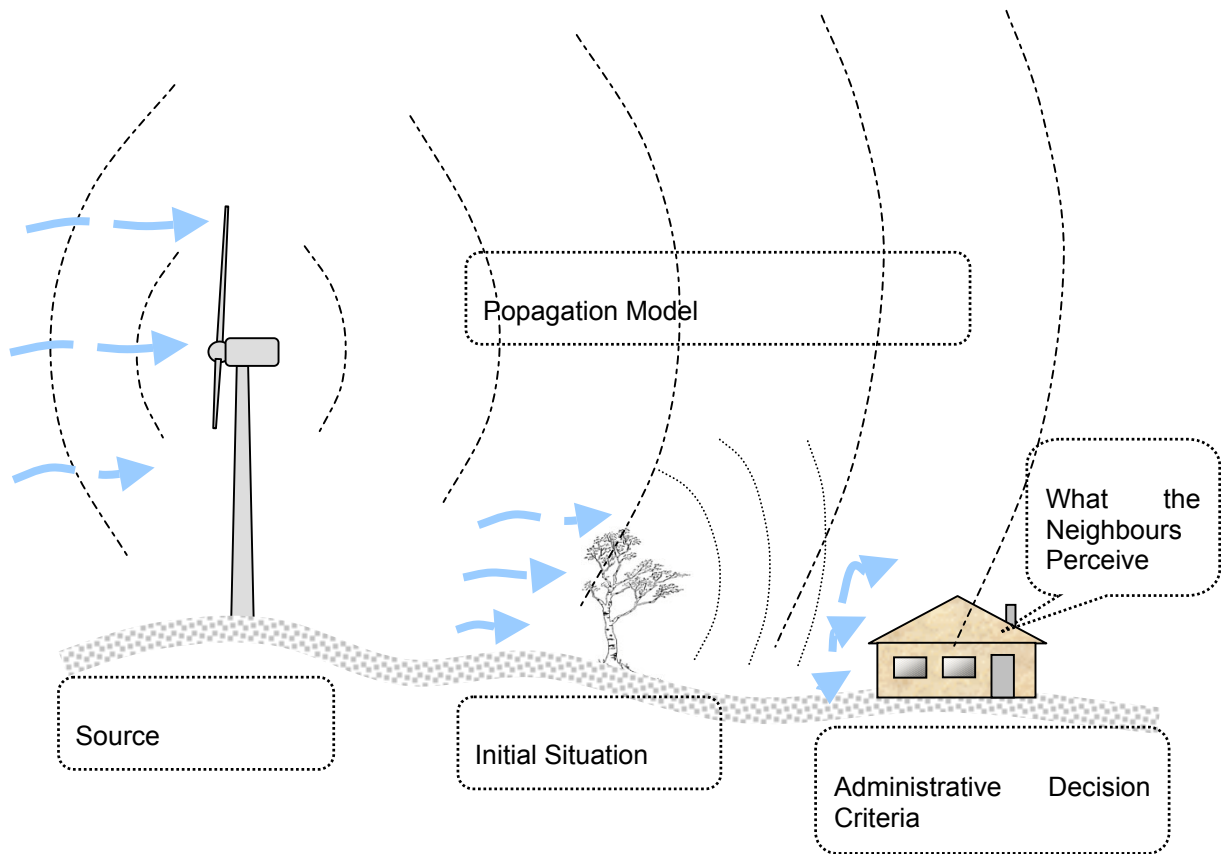 Popagation Model
What the
Neighbours
Perceive
Source
Initial Situation
Administrative Decision
Criteria